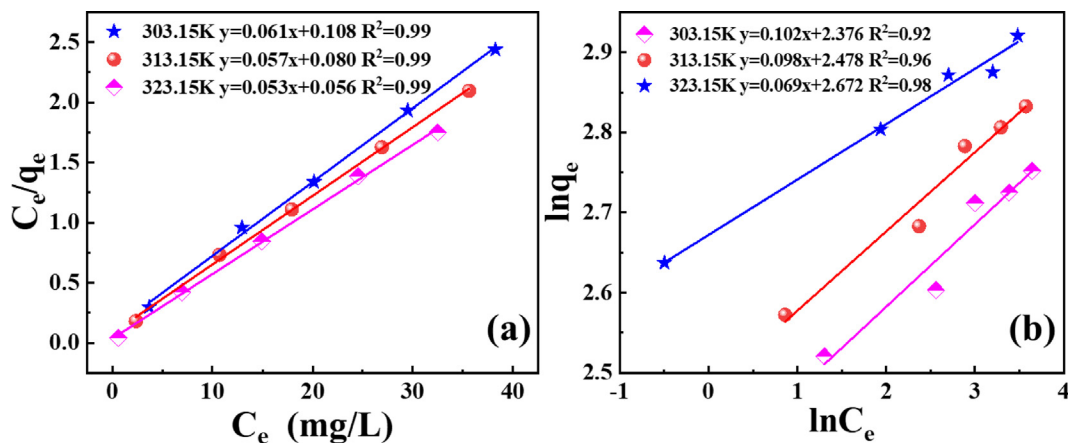 303.15K y=0.061x+0.108 R²=0.99
313.15K y=0.057x+0.080 R²=0.99
323.15K y=0.053x+0.056 R²=0.99
2.5
2.0
1.5
1.0
0.5
0.0
Cₑ/qₑ
(a)
0 10 20 30 40
Cₑ (mg/L)
303.15K y=0.102x+2.376 R²=0.92
313.15K y=0.098x+2.478 R²=0.96
323.15K y=0.069x+2.672 R²=0.98
2.9
2.8
2.7
2.6
2.5
lnqₑ
(b)
-1 0 1 2 3 4
lnCₑ